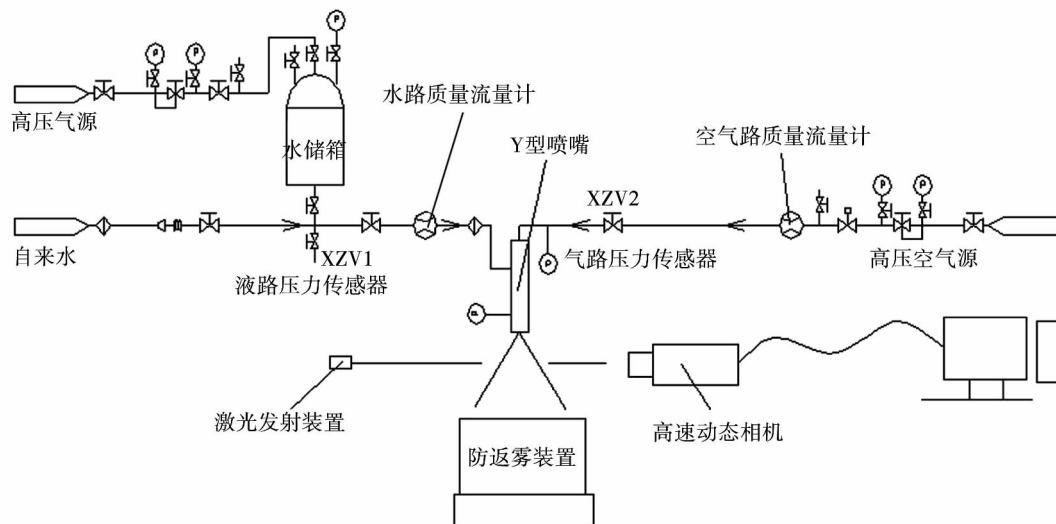 P
P
P
高压气源
水储箱
水路质量流量计
Y型喷嘴
空气路质量流量计
P
P
自来水
XZV1
液路压力传感器
XZV2
气路压力传感器
P
高压空气源
激光发射装置
高速动态相机
防返雾装置